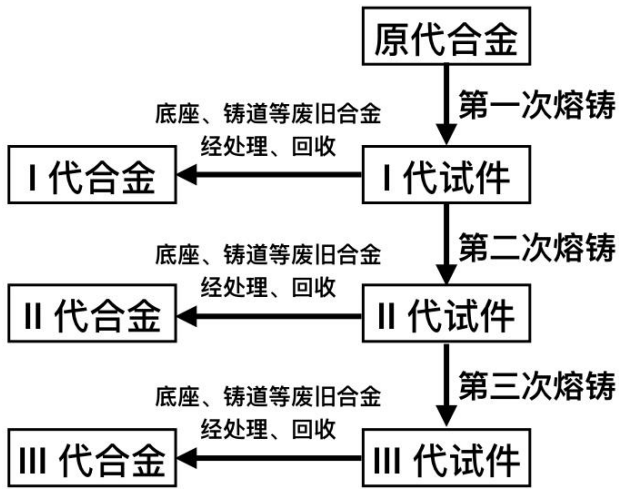 原代合金
第一次熔铸
底座、铸道等废旧合金
经处理、回收
I 代合金
I 代试件
第二次熔铸
底座、铸道等废旧合金
经处理、回收
II 代合金
II 代试件
第三次熔铸
底座、铸道等废旧合金
经处理、回收
III 代合金
III 代试件